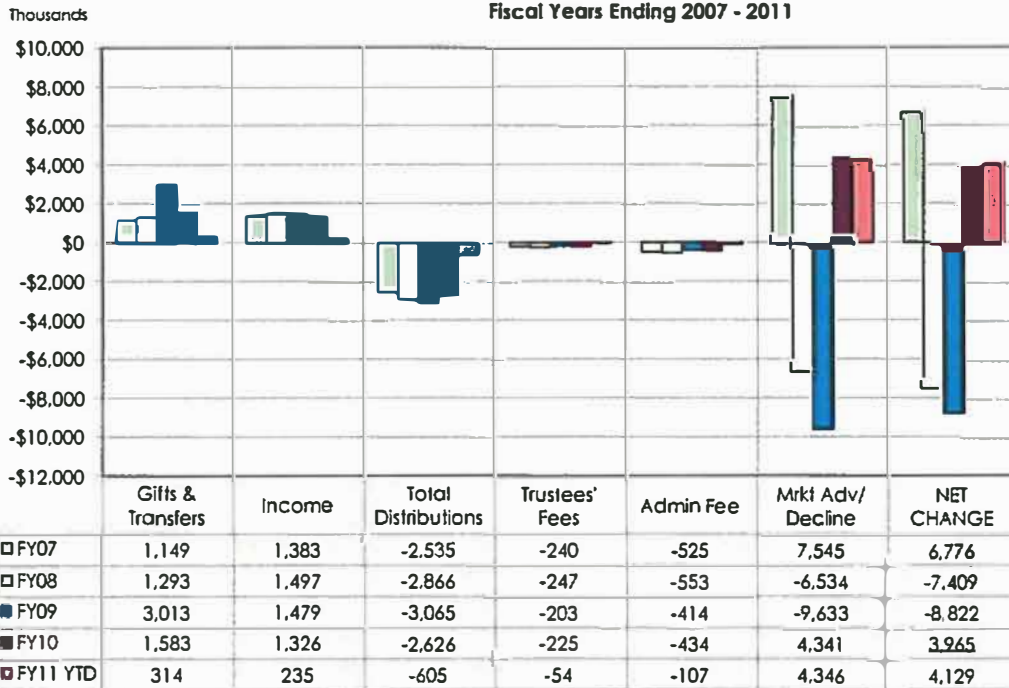 Thousands
Fiscal Years Ending 2007 - 2011
$10.000
$8.000
$6.000
$4.000
$2.000
$0
-$2.000
-$4.000
-$6.000
-$8.000
-$10.000
-$12.000
Gifts & Transfers Income Total Distributions Trustees' Fees Admin Fee Mrkt Adv/ Decline NET CHANGE
FY07 1,149 1,383 -2,535 -240 -525 7,545 6,776
FY08 1,293 1,497 -2,866 -247 -553 -6,534 -7,409
FY09 3,013 1,479 -3,065 -203 -414 -9,633 -8,822
FY10 1,583 1,326 -2,626 -225 -434 4,341 3,965
FY11 YTD 314 235 -605 -54 -107 4,346 4,129